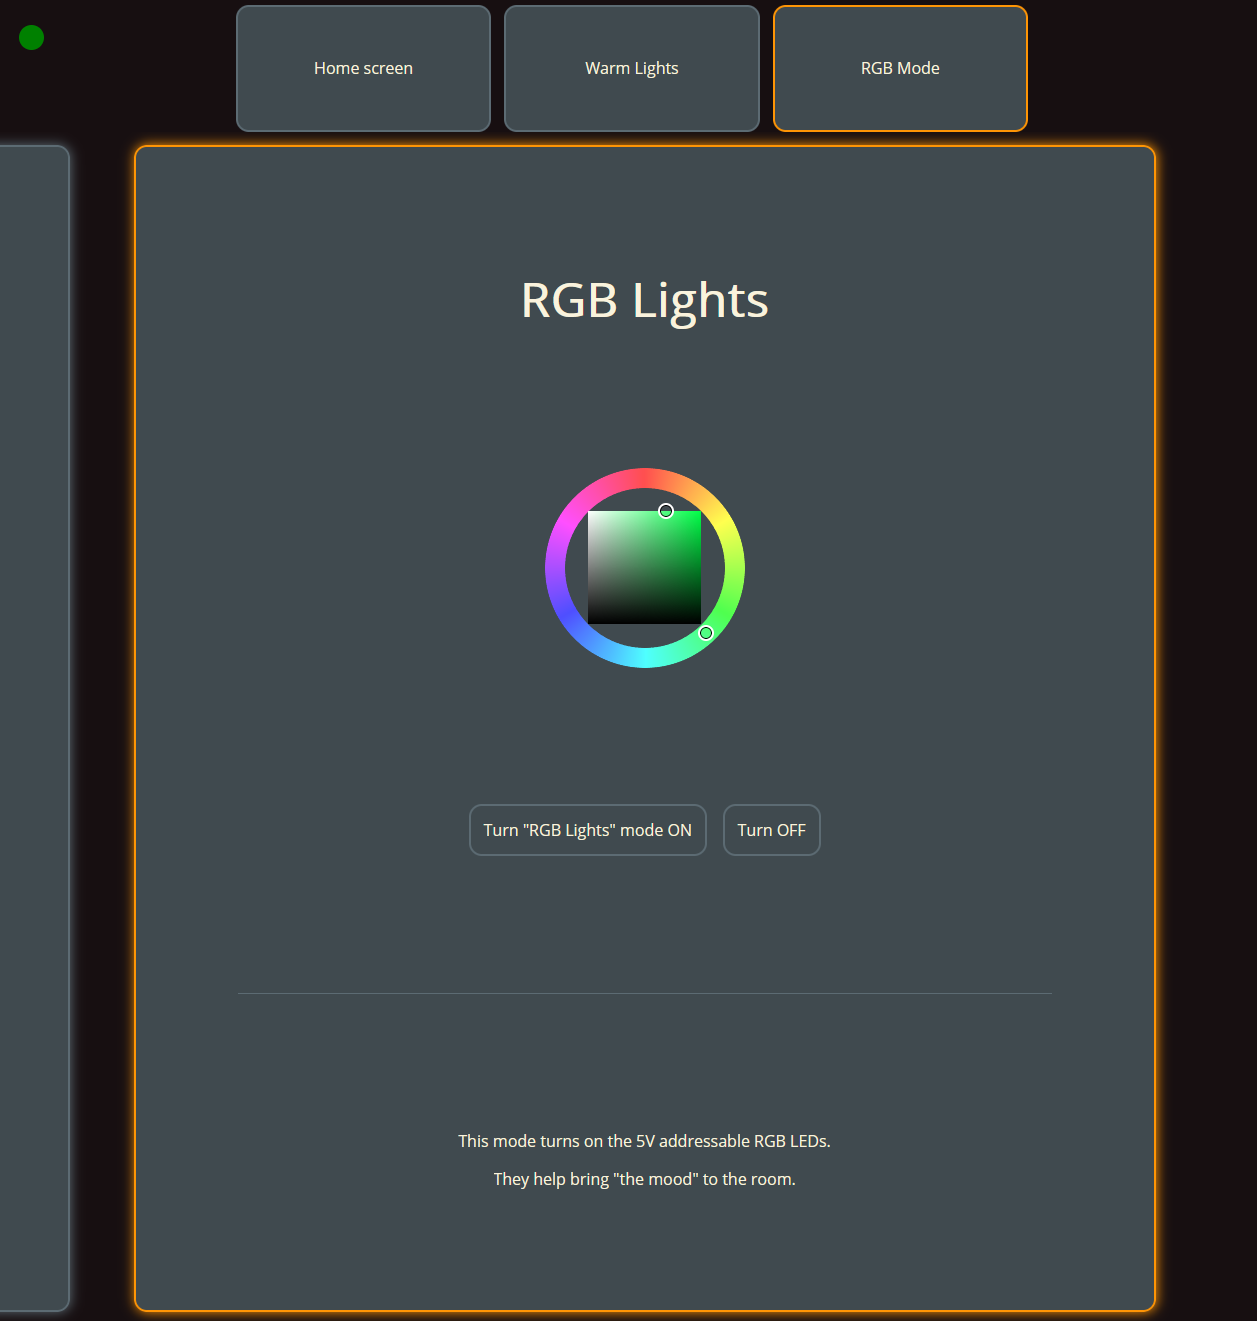 Home screen
Warm Lights
RGB Mode
RGB Lights
Turn "RGB Lights" mode ON
Turn OFF
This mode turns on the 5V addressable RGB LEDs.
They help bring "the mood" to the room.